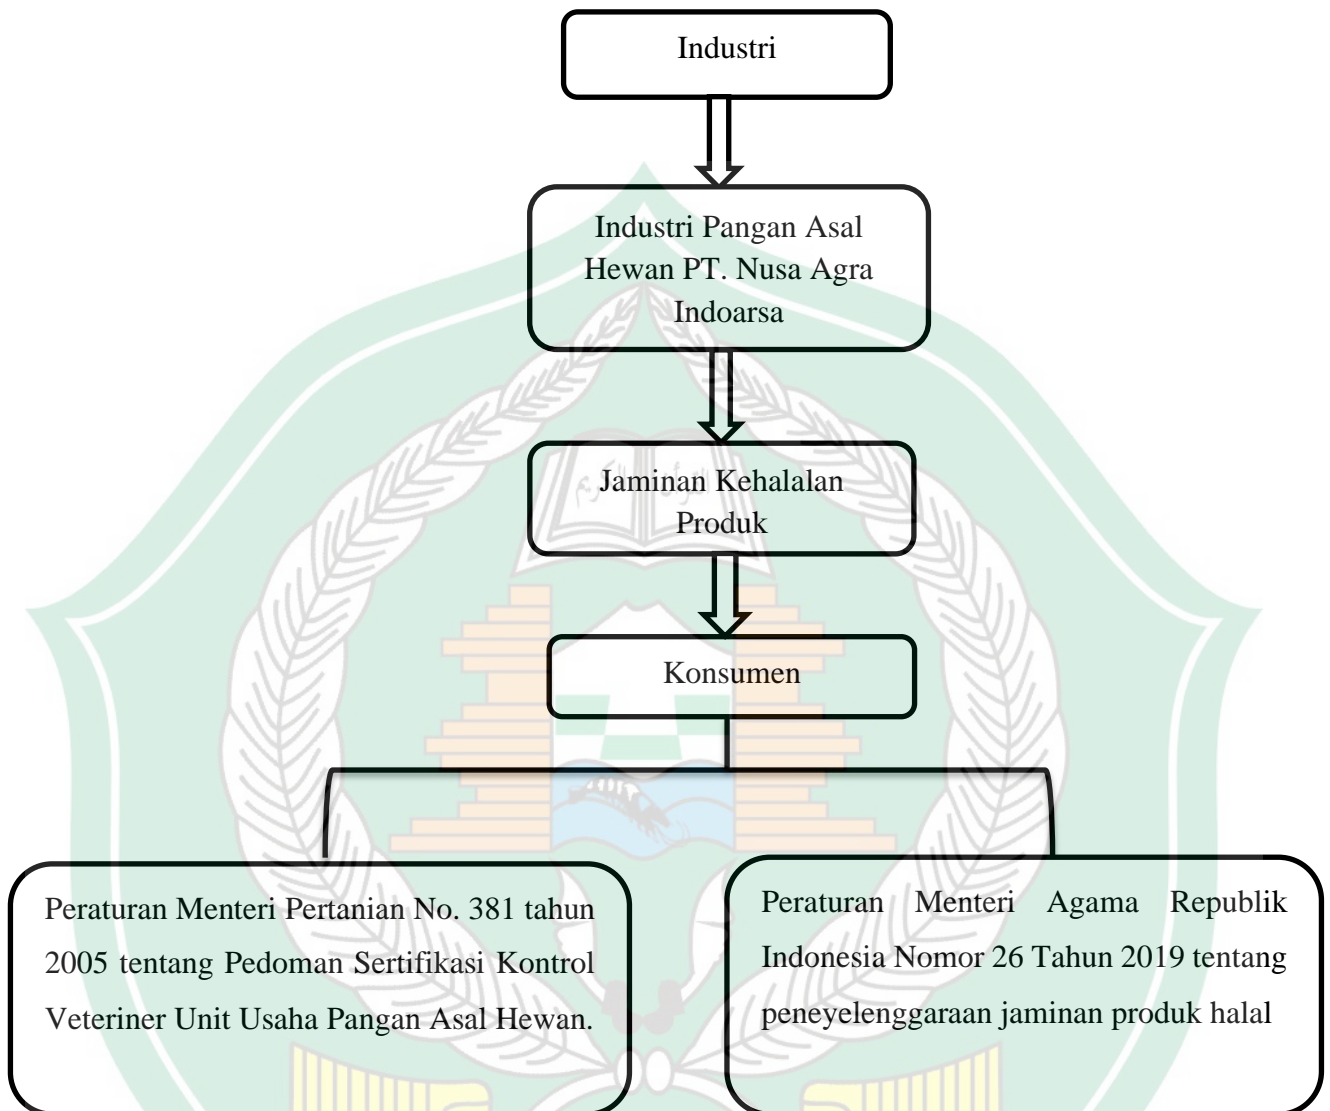 Industri
Industri Pangan Asal
Hewan PT. Nusa Agra
Indoarsa
Jaminan Kehalalan
Produk
Konsumen
Peraturan Menteri Pertanian No. 381 tahun
2005 tentang Pedoman Sertifikasi Kontrol
Veteriner Unit Usaha Pangan Asal Hewan.
Peraturan Menteri Agama Republik
Indonesia Nomor 26 Tahun 2019 tentang
peneyelenggaraan jaminan produk halal